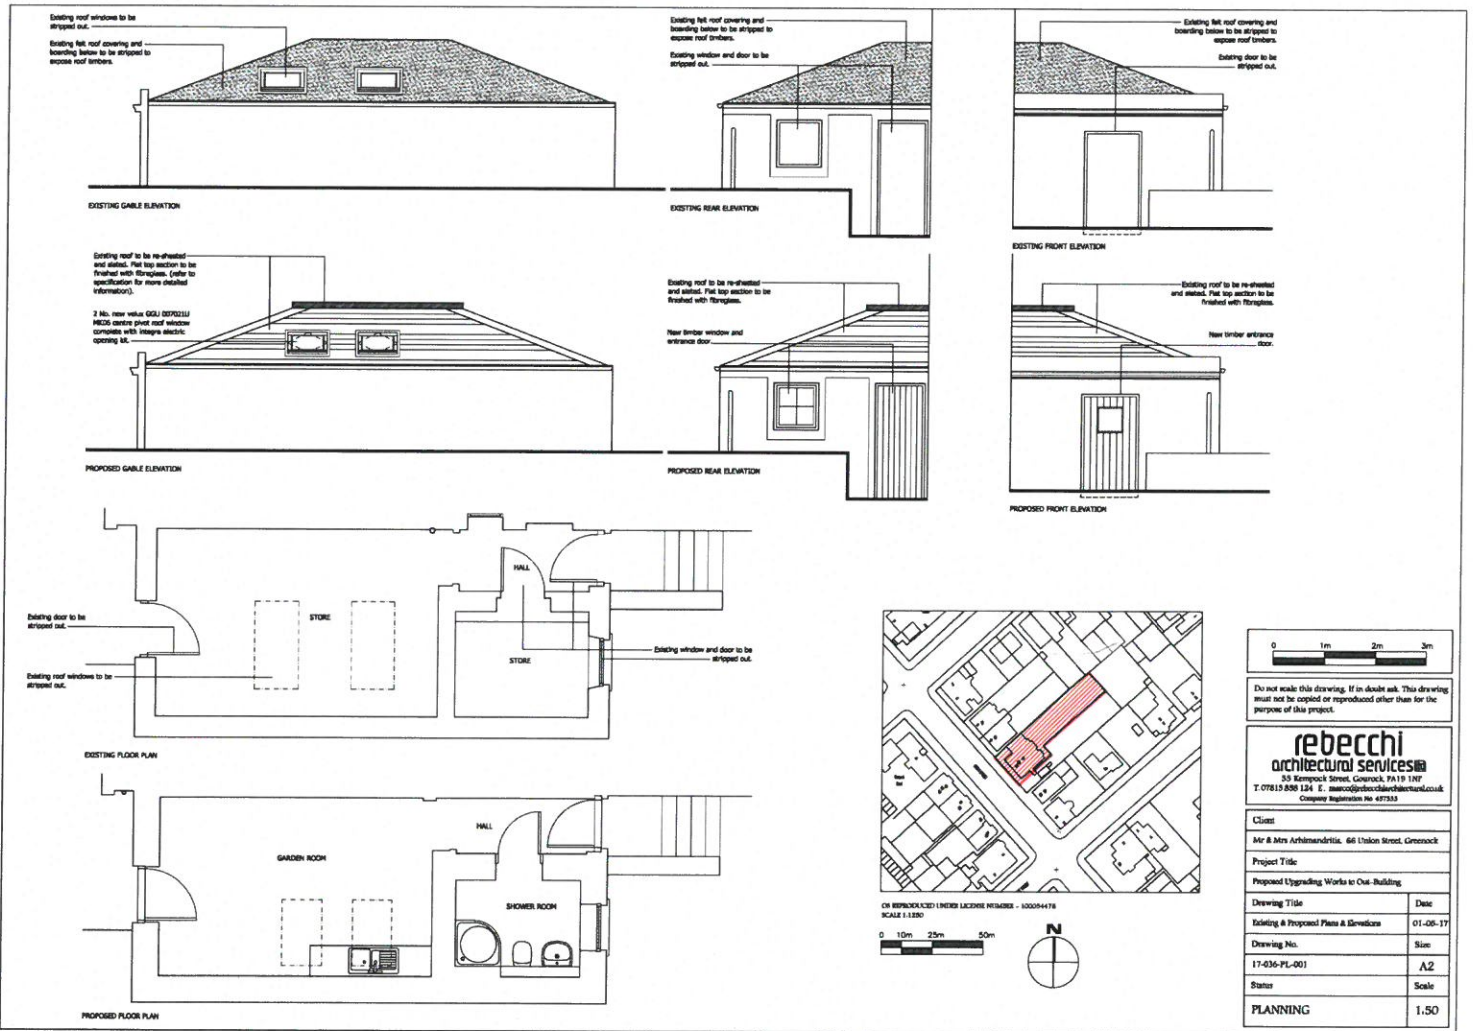 Existing roof windows to be
stripped out.
Existing felt roof covering and
boarding below to be stripped to
expose roof timbers.
EXISTING GABLE ELEVATION
Existing felt roof covering and
boarding below to be stripped to
expose roof timbers.
Existing window and door to be
stripped out.
EXISTING REAR ELEVATION
Existing felt roof covering and
boarding below to be stripped to
expose roof timbers.
Existing door to be
stripped out.
EXISTING FRONT ELEVATION
Existing roof to be re-sheeted
and slated. Flat top section to be
finished with fibreglass. (refer to
specification for more detailed
information).
2 No. new velux GGU 007021U
MK06 centre pivot roof window
complete with integra electric
opening kit.
PROPOSED GABLE ELEVATION
Existing roof to be re-sheeted
and slated. Flat top section to be
finished with fibreglass.
New timber window and
entrance door.
PROPOSED REAR ELEVATION
Existing roof to be re-sheeted
and slated. Flat top section to be
finished with fibreglass.
New timber entrance
door.
PROPOSED FRONT ELEVATION
HALL
STORE
STORE
Existing door to be
stripped out.
Existing roof windows to be
stripped out.
Existing window and door to be
stripped out.
EXISTING FLOOR PLAN
HALL
GARDEN ROOM
SHOWER ROOM
PROPOSED FLOOR PLAN
OS REPRODUCED UNDER LICENSE NUMBER - 100054478
SCALE 1:1250
0 10m 25m 50m
N
0 1m 2m 3m
Do not scale this drawing. If in doubt ask. This drawing
must not be copied or reproduced other than for the
purpose of this project.
rebecchi
architectural services
55 Kempock Street, Gourock, PA19 1NF
T. 07815 858 124 E. marco@rebecchiarchitectural.co.uk
Company Registration No 457333
Client
Mr & Mrs Arhimandritis, 66 Union Street, Greenock
Project Title
Proposed Upgrading Works to Out-Building
Drawing Title Date
Existing & Proposed Plans & Elevations 01-05-17
Drawing No. Size
17-036-PL-001 A2
Status Scale
PLANNING 1.50